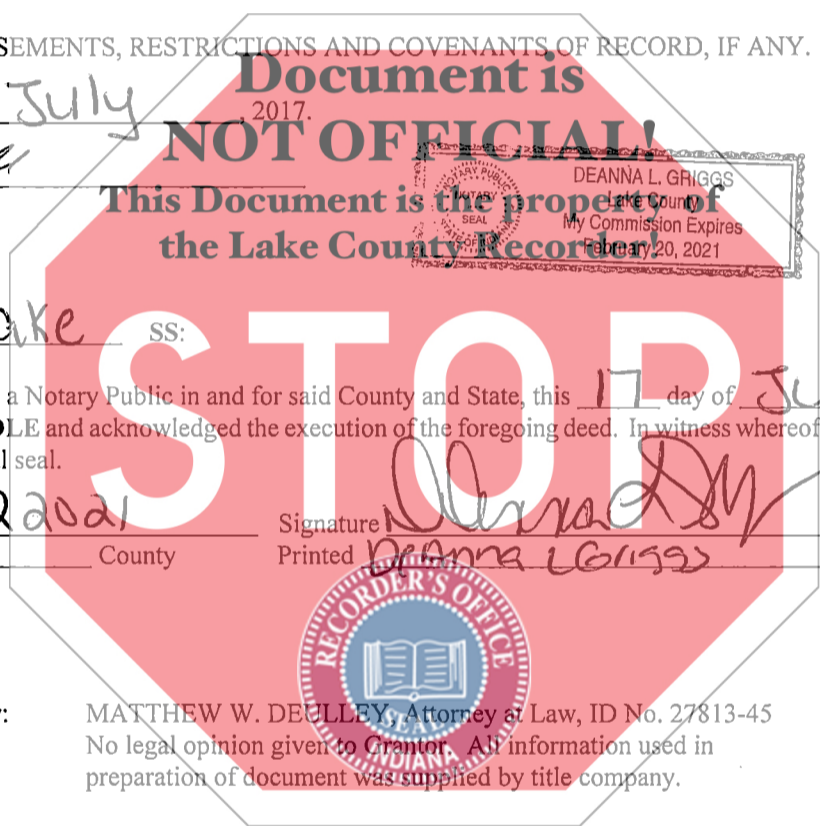 SEMENTS, RESTRICTIONS AND COVENANTS OF RECORD, IF ANY.
Document is
July, 2017.
NOT OFFICIAL!
DEANNA L. GRIGGS
Lake County
My Commission Expires
February 20, 2021
NOTARY PUBLIC
NOTARY
SEAL
This Document is the property of
the Lake County Recorder!
ake SS:
STOP
a Notary Public in and for said County and State, this 17 day of Ju
LE and acknowledged the execution of the foregoing deed. In witness whereof
l seal.
2021
Signature
County
Printed DeAnna L Griggs
RECORDER'S OFFICE
SEAL
INDIANA
MATTHEW W. DEULLEY, Attorney at Law, ID No. 27813-45
No legal opinion given to Grantor. All information used in
preparation of document was supplied by title company.